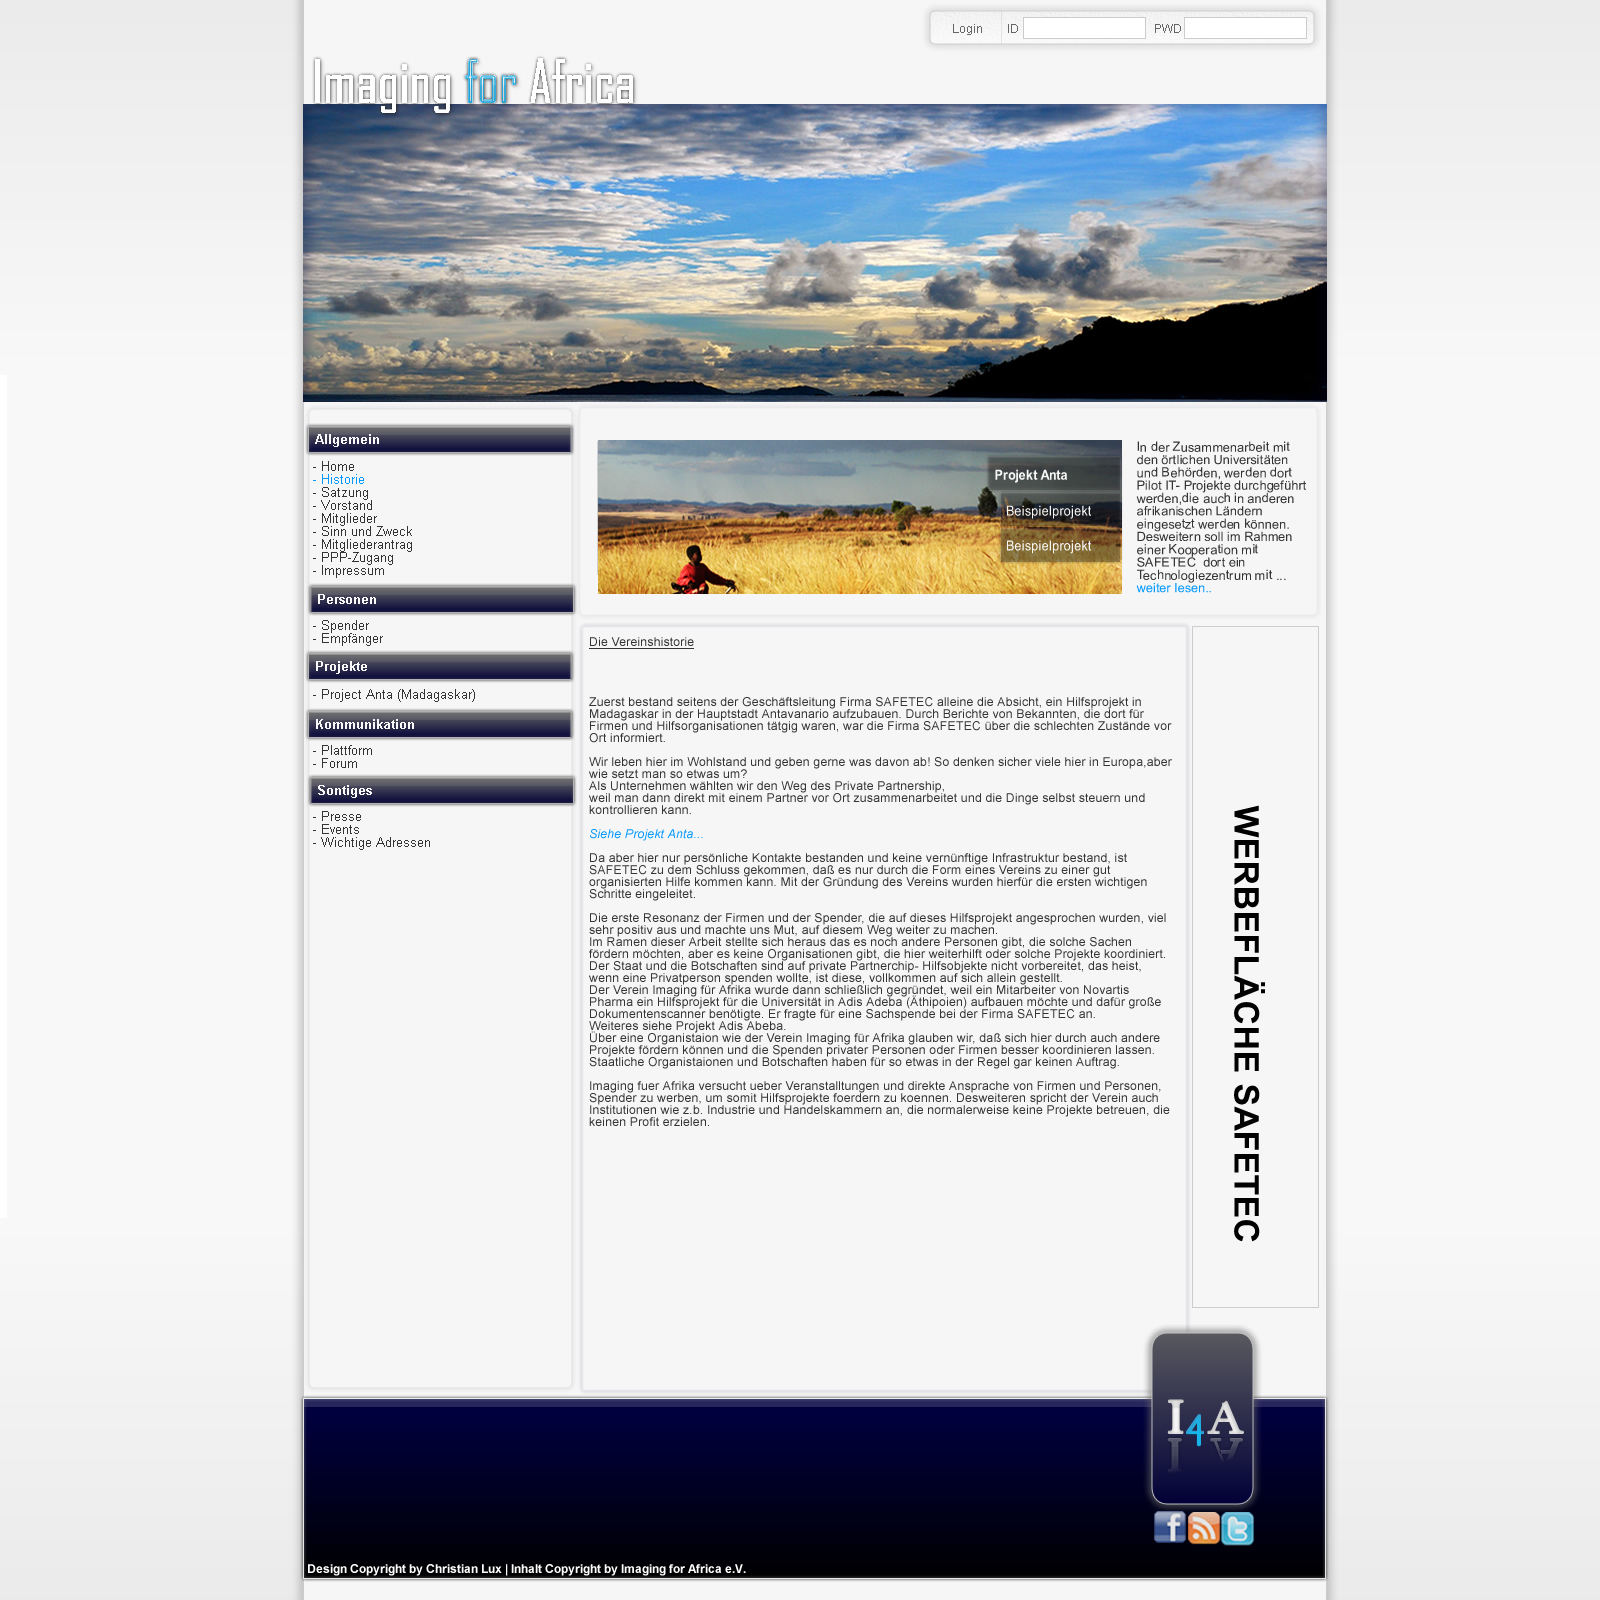 Login ID PWD
Imaging for Africa
Allgemein
- Home
- Historie
- Satzung
- Vorstand
- Mitglieder
- Sinn und Zweck
- Mitgliederantrag
- PPP-Zugang
- Impressum
Personen
- Spender
- Empfänger
Projekte
- Project Anta (Madagaskar)
Kommunikation
- Plattform
- Forum
Sontiges
- Presse
- Events
- Wichtige Adressen
Projekt Anta
Beispielprojekt
Beispielprojekt
In der Zusammenarbeit mit
den örtlichen Universitäten
und Behörden, werden dort
Pilot IT- Projekte durchgeführt
werden,die auch in anderen
afrikanischen Ländern
eingesetzt werden können.
Desweitern soll im Rahmen
einer Kooperation mit
SAFETEC dort ein
Technologiezentrum mit ...
weiter lesen..
Die Vereinshistorie
Zuerst bestand seitens der Geschäftsleitung Firma SAFETEC alleine die Absicht, ein Hilfsprojekt in
Madagaskar in der Hauptstadt Antavanario aufzubauen. Durch Berichte von Bekannten, die dort für
Firmen und Hilfsorganisationen tätgig waren, war die Firma SAFETEC über die schlechten Zustände vor
Ort informiert.
Wir leben hier im Wohlstand und geben gerne was davon ab! So denken sicher viele hier in Europa,aber
wie setzt man so etwas um?
Als Unternehmen wählten wir den Weg des Private Partnership,
weil man dann direkt mit einem Partner vor Ort zusammenarbeitet und die Dinge selbst steuern und
kontrollieren kann.
Siehe Projekt Anta...
Da aber hier nur persönliche Kontakte bestanden und keine vernünftige Infrastruktur bestand, ist
SAFETEC zu dem Schluss gekommen, daß es nur durch die Form eines Vereins zu einer gut
organisierten Hilfe kommen kann. Mit der Gründung des Vereins wurden hierfür die ersten wichtigen
Schritte eingeleitet.
Die erste Resonanz der Firmen und der Spender, die auf dieses Hilfsprojekt angesprochen wurden, viel
sehr positiv aus und machte uns Mut, auf diesem Weg weiter zu machen.
Im Ramen dieser Arbeit stellte sich heraus das es noch andere Personen gibt, die solche Sachen
fördern möchten, aber es keine Organisationen gibt, die hier weiterhilft oder solche Projekte koordiniert.
Der Staat und die Botschaften sind auf private Partnerchip- Hilfsobjekte nicht vorbereitet, das heist,
wenn eine Privatperson spenden wollte, ist diese, vollkommen auf sich allein gestellt.
Der Verein Imaging für Afrika wurde dann schließlich gegründet, weil ein Mitarbeiter von Novartis
Pharma ein Hilfsprojekt für die Universität in Adis Adeba (Äthipoien) aufbauen möchte und dafür große
Dokumentenscanner benötigte. Er fragte für eine Sachspende bei der Firma SAFETEC an.
Weiteres siehe Projekt Adis Abeba.
Über eine Organistaion wie der Verein Imaging für Afrika glauben wir, daß sich hier durch auch andere
Projekte fördern können und die Spenden privater Personen oder Firmen besser koordinieren lassen.
Staatliche Organistaionen und Botschaften haben für so etwas in der Regel gar keinen Auftrag.
Imaging fuer Afrika versucht ueber Veranstalltungen und direkte Ansprache von Firmen und Personen,
Spender zu werben, um somit Hilfsprojekte foerdern zu koennen. Desweiteren spricht der Verein auch
Institutionen wie z.b. Industrie und Handelskammern an, die normalerweise keine Projekte betreuen, die
keinen Profit erzielen.
WERBEFLÄCHE SAFETEC
I4A
Design Copyright by Christian Lux | Inhalt Copyright by Imaging for Africa e.V.